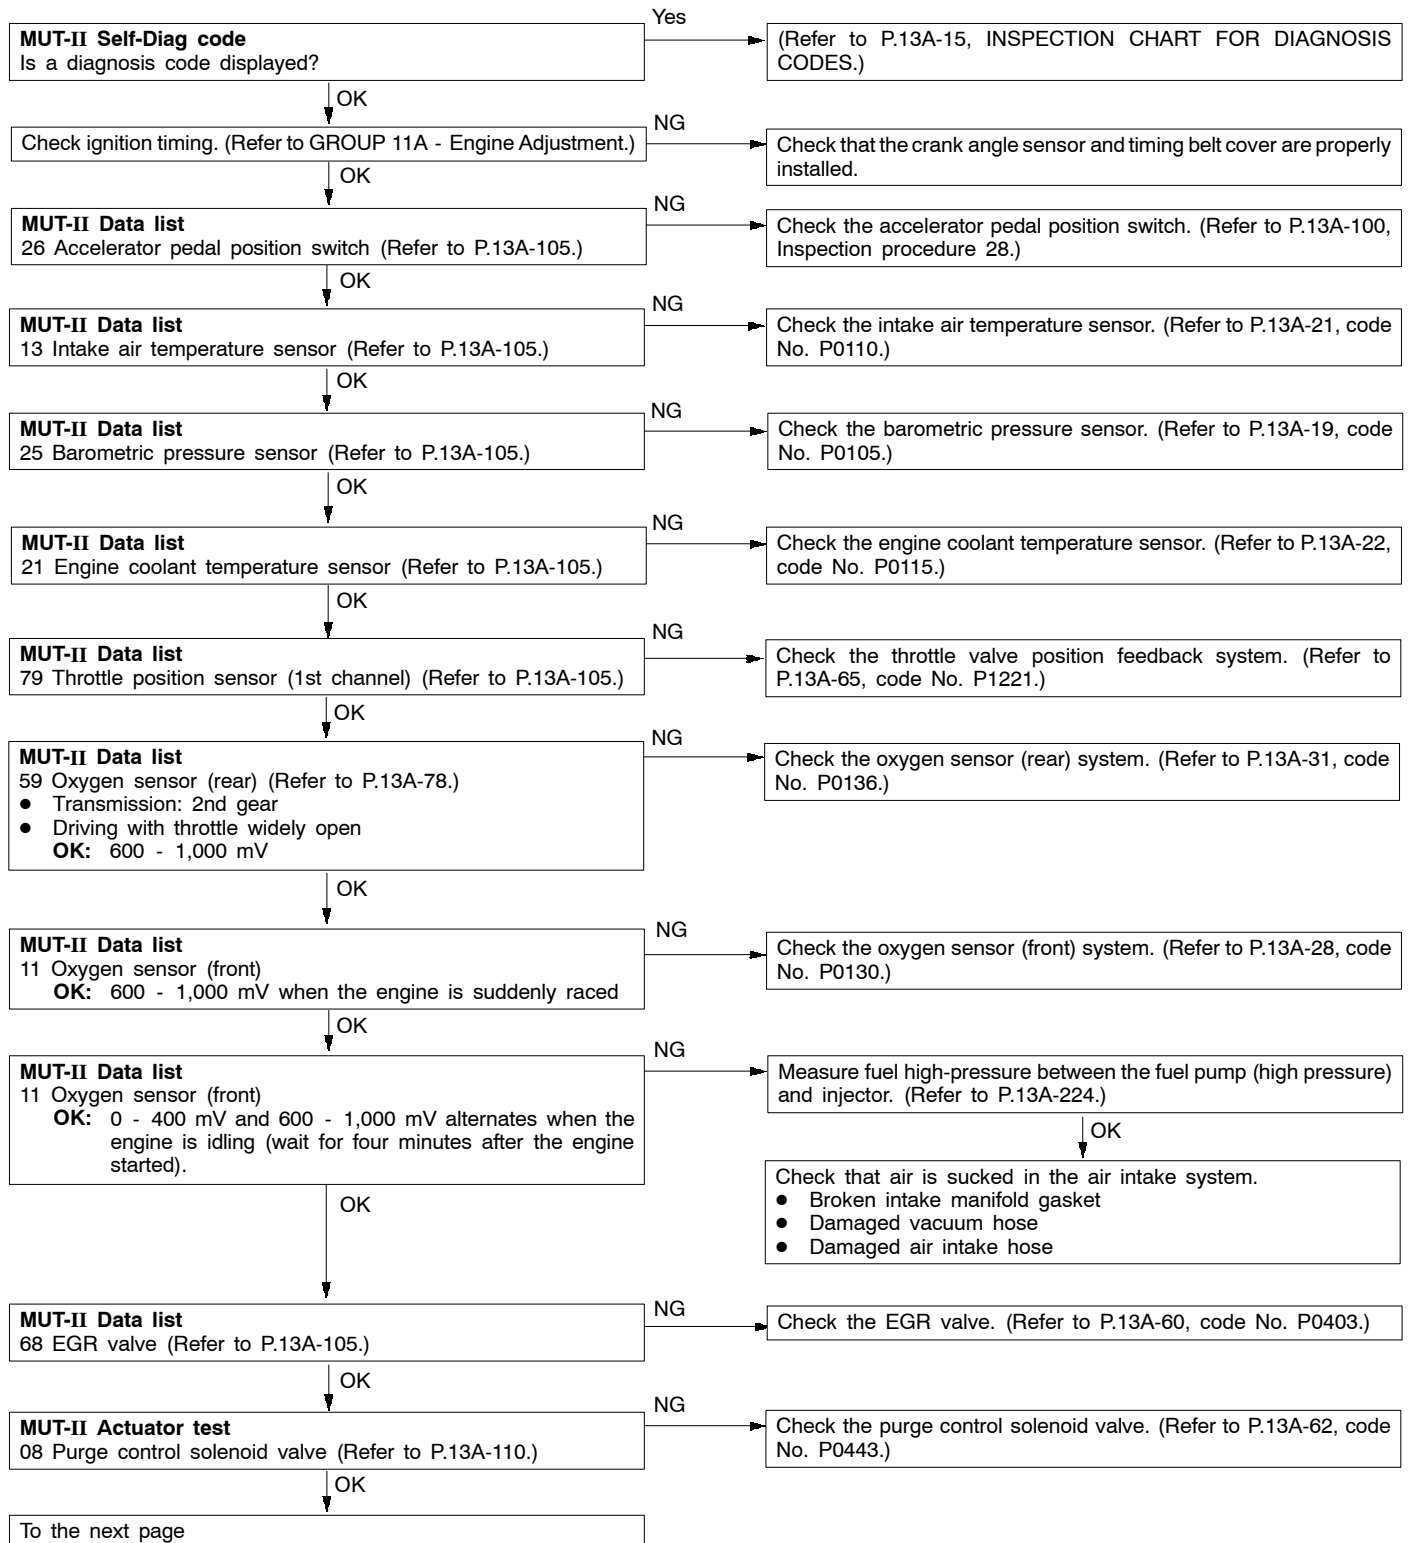 Yes
MUT-II Self-Diag code
Is a diagnosis code displayed?
(Refer to P.13A-15, INSPECTION CHART FOR DIAGNOSIS
CODES.)
OK
Check ignition timing. (Refer to GROUP 11A - Engine Adjustment.)
NG
Check that the crank angle sensor and timing belt cover are properly
installed.
OK
MUT-II Data list
26 Accelerator pedal position switch (Refer to P.13A-105.)
NG
Check the accelerator pedal position switch. (Refer to P.13A-100,
Inspection procedure 28.)
OK
MUT-II Data list
13 Intake air temperature sensor (Refer to P.13A-105.)
NG
Check the intake air temperature sensor. (Refer to P.13A-21, code
No. P0110.)
OK
MUT-II Data list
25 Barometric pressure sensor (Refer to P.13A-105.)
NG
Check the barometric pressure sensor. (Refer to P.13A-19, code
No. P0105.)
OK
MUT-II Data list
21 Engine coolant temperature sensor (Refer to P.13A-105.)
NG
Check the engine coolant temperature sensor. (Refer to P.13A-22,
code No. P0115.)
OK
MUT-II Data list
79 Throttle position sensor (1st channel) (Refer to P.13A-105.)
NG
Check the throttle valve position feedback system. (Refer to
P.13A-65, code No. P1221.)
OK
MUT-II Data list
59 Oxygen sensor (rear) (Refer to P.13A-78.)
● Transmission: 2nd gear
● Driving with throttle widely open
OK: 600 - 1,000 mV
NG
Check the oxygen sensor (rear) system. (Refer to P.13A-31, code
No. P0136.)
OK
MUT-II Data list
11 Oxygen sensor (front)
OK: 600 - 1,000 mV when the engine is suddenly raced
NG
Check the oxygen sensor (front) system. (Refer to P.13A-28, code
No. P0130.)
OK
MUT-II Data list
11 Oxygen sensor (front)
OK: 0 - 400 mV and 600 - 1,000 mV alternates when the
engine is idling (wait for four minutes after the engine
started).
NG
Measure fuel high-pressure between the fuel pump (high pressure)
and injector. (Refer to P.13A-224.)
OK
Check that air is sucked in the air intake system.
● Broken intake manifold gasket
● Damaged vacuum hose
● Damaged air intake hose
OK
MUT-II Data list
68 EGR valve (Refer to P.13A-105.)
NG
Check the EGR valve. (Refer to P.13A-60, code No. P0403.)
OK
MUT-II Actuator test
08 Purge control solenoid valve (Refer to P.13A-110.)
NG
Check the purge control solenoid valve. (Refer to P.13A-62, code
No. P0443.)
OK
To the next page